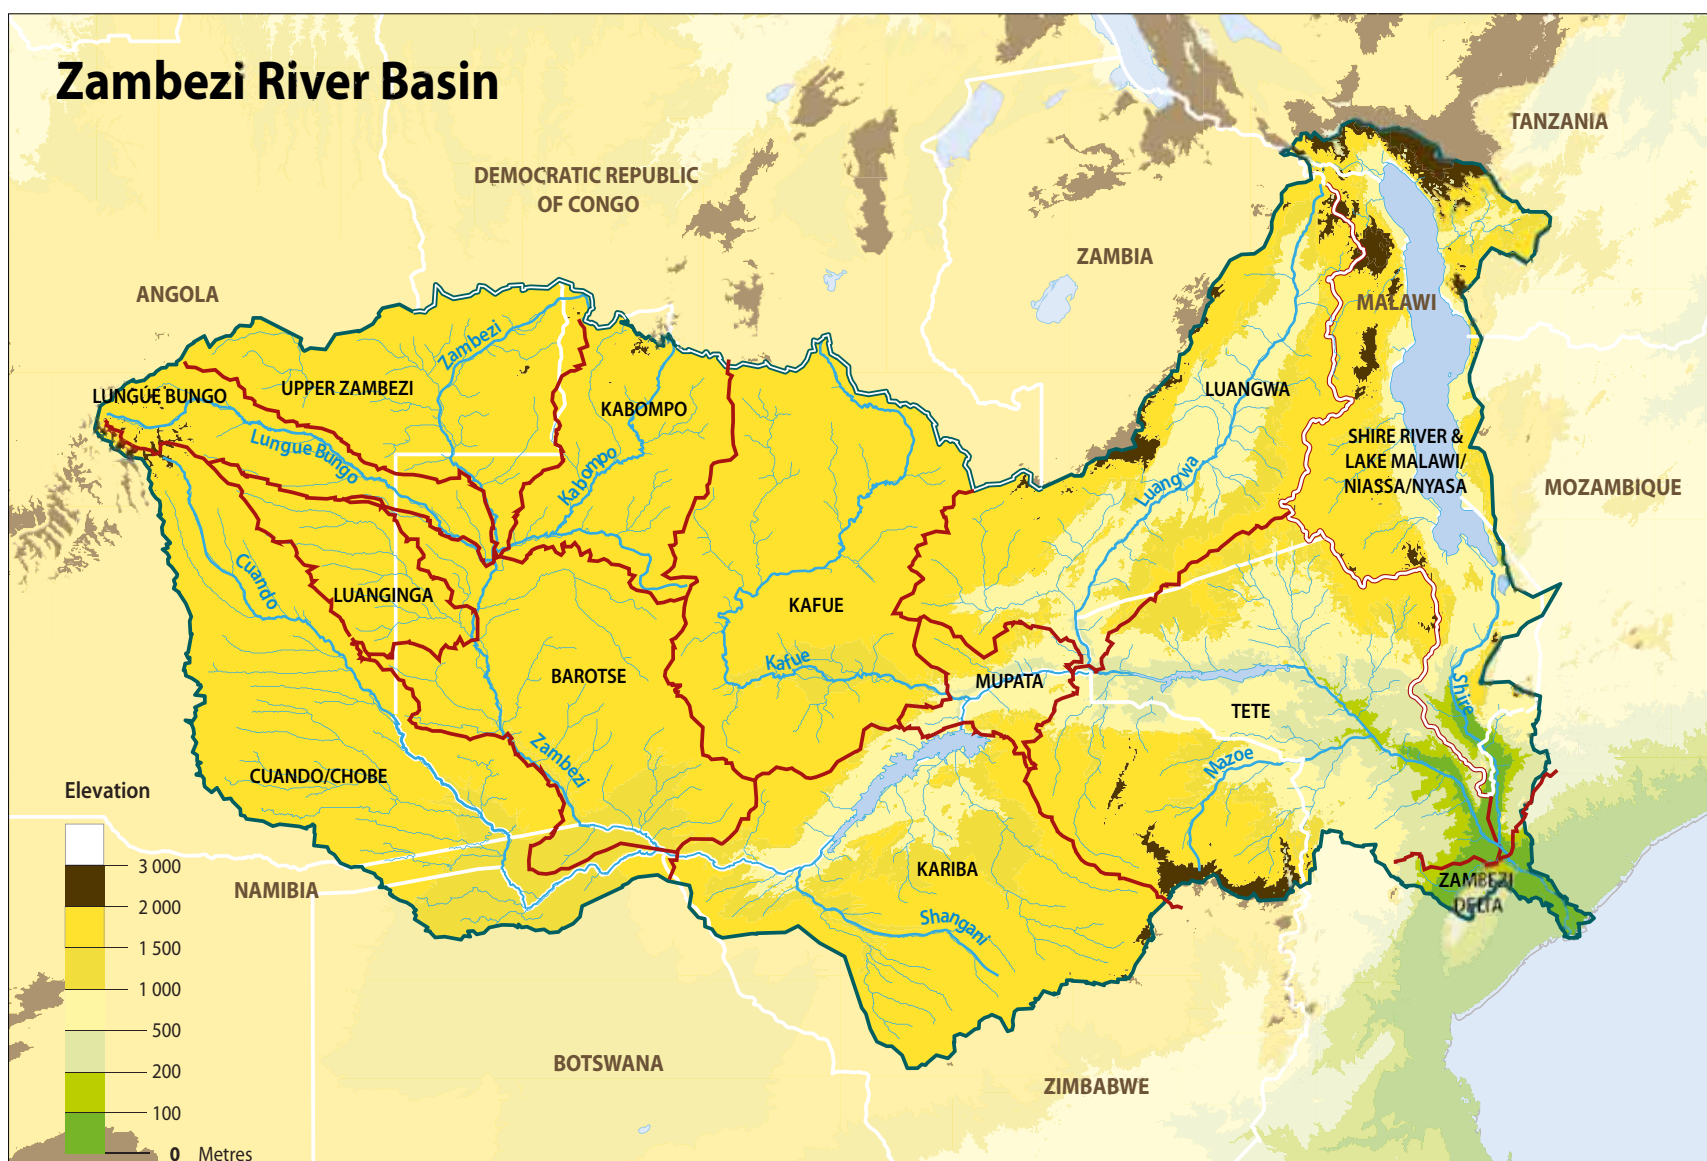 Zambezi River Basin
TANZANIA
DEMOCRATIC REPUBLIC
OF CONGO
ZAMBIA
ANGOLA
MALAWI
Zambezi
LUNGÚE BUNGO
UPPER ZAMBEZI
KABOMPO
LUANGWA
Lungue Bungo
Kabompo
Luangwa
SHIRE RIVER &
LAKE MALAWI/
NIASSA/NYASA
MOZAMBIQUE
Cuando
LUANGINGA
KAFUE
Kafue
BAROTSE
MUPATA
TETE
Shire
Zambezi
Mazoe
CUANDO/CHOBE
KARIBA
Shangani
ZAMBEZI
DELTA
NAMIBIA
BOTSWANA
ZIMBABWE
Elevation
3 000
2 000
1 500
1 000
500
200
100
0 Metres